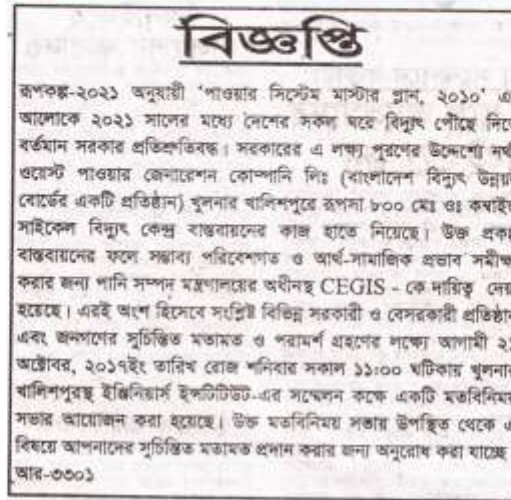 বিজ্ঞপ্তি
রূপকল্প-২০২১ অনুযায়ী 'পাওয়ার সিস্টেম মাস্টার প্লান, ২০১০' এ
আলোকে ২০২১ সালের মধ্যে দেশের সকল ঘরে বিদ্যুৎ পৌঁছে দিতে
বর্তমান সরকার প্রতিশ্রুতিবদ্ধ। সরকারের এ লক্ষ্য পূরণের উদ্দেশ্যে নর্থ
ওয়েস্ট পাওয়ার জেনারেশন কোম্পানি লিঃ (বাংলাদেশ বিদ্যুৎ উন্নয়ন
বোর্ডের একটি প্রতিষ্ঠান) খুলনার খালিশপুরে রূপসা ৮০০ মেঃ ওঃ কম্বাইন্ড
সাইকেল বিদ্যুৎ কেন্দ্র বাস্তবায়নের কাজ হাতে নিয়েছে। উক্ত প্রকল্প
বাস্তবায়নের ফলে সম্ভাব্য পরিবেশগত ও আর্থ-সামাজিক প্রভাব সমীক্ষা
করার জন্য পানি সম্পদ মন্ত্রণালয়ের অধীনস্থ CEGIS - কে দায়িত্ব দেয়া
হয়েছে। এরই অংশ হিসেবে সংশ্লিষ্ট বিভিন্ন সরকারী ও বেসরকারী প্রতিষ্ঠান
এবং জনগণের সুচিন্তিত মতামত ও পরামর্শ গ্রহণের লক্ষ্যে আগামী
অক্টোবর, ২০১৭ইং তারিখ রোজ শনিবার সকাল ১১:০০ ঘটিকায় খুলনার
খালিশপুরস্থ ইঞ্জিনিয়ার্স ইন্সটিটিউট-এর সম্মেলন কক্ষে একটি মতবিনিময়
সভার আয়োজন করা হয়েছে। উক্ত মতবিনিময় সভায় উপস্থিত থেকে এ
বিষয়ে আপনাদের সুচিন্তিত মতামত প্রদান করার জন্য অনুরোধ করা যাচ্ছে।
আর-৩৩০১